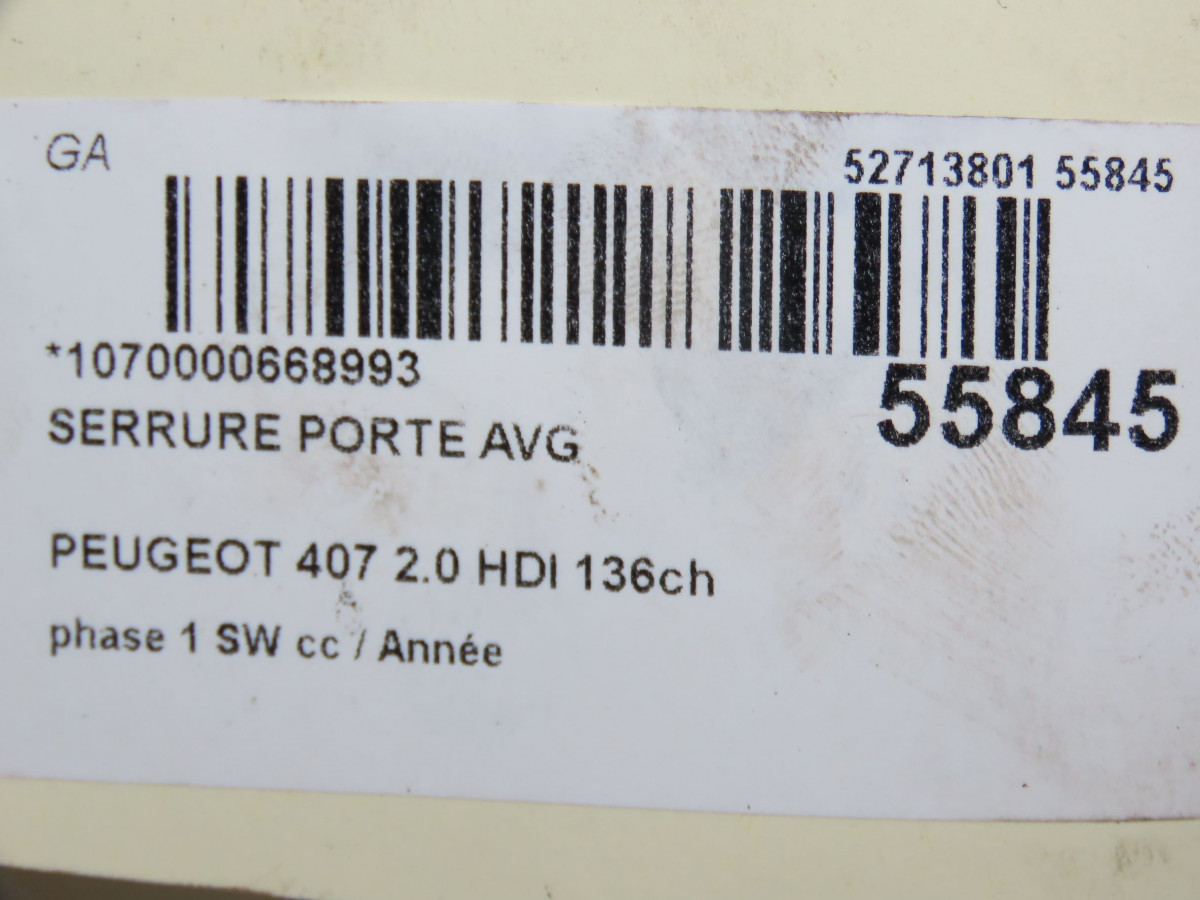 GA
52713801 55845
*1070000668993
55845
SERRURE PORTE AVG
PEUGEOT 407 2.0 HDI 136ch
phase 1 SW cc / Année